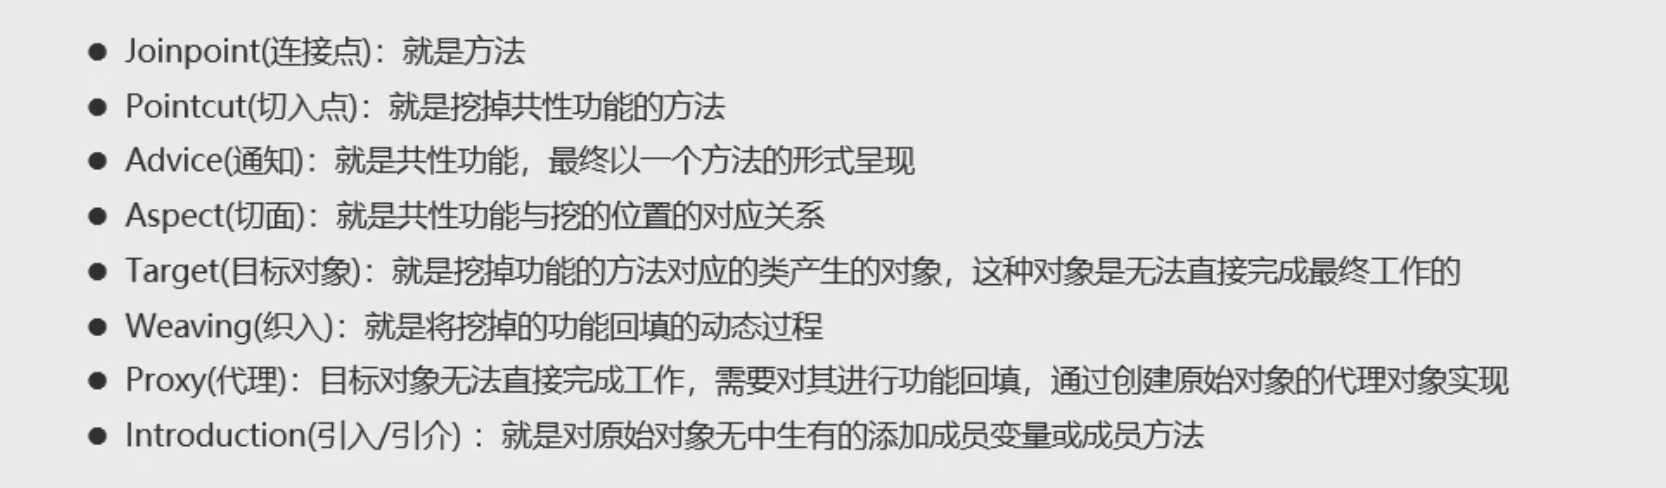 ● Joinpoint(连接点)：就是方法
● Pointcut(切入点)：就是挖掉共性功能的方法
● Advice(通知)：就是共性功能，最终以一个方法的形式呈现
● Aspect(切面)：就是共性功能与挖的位置的对应关系
● Target(目标对象)：就是挖掉功能的方法对应的类产生的对象，这种对象是无法直接完成最终工作的
● Weaving(织入)：就是将挖掉的功能回填的动态过程
● Proxy(代理)：目标对象无法直接完成工作，需要对其进行功能回填，通过创建原始对象的代理对象实现
● Introduction(引入/引介) ：就是对原始对象无中生有的添加成员变量或成员方法